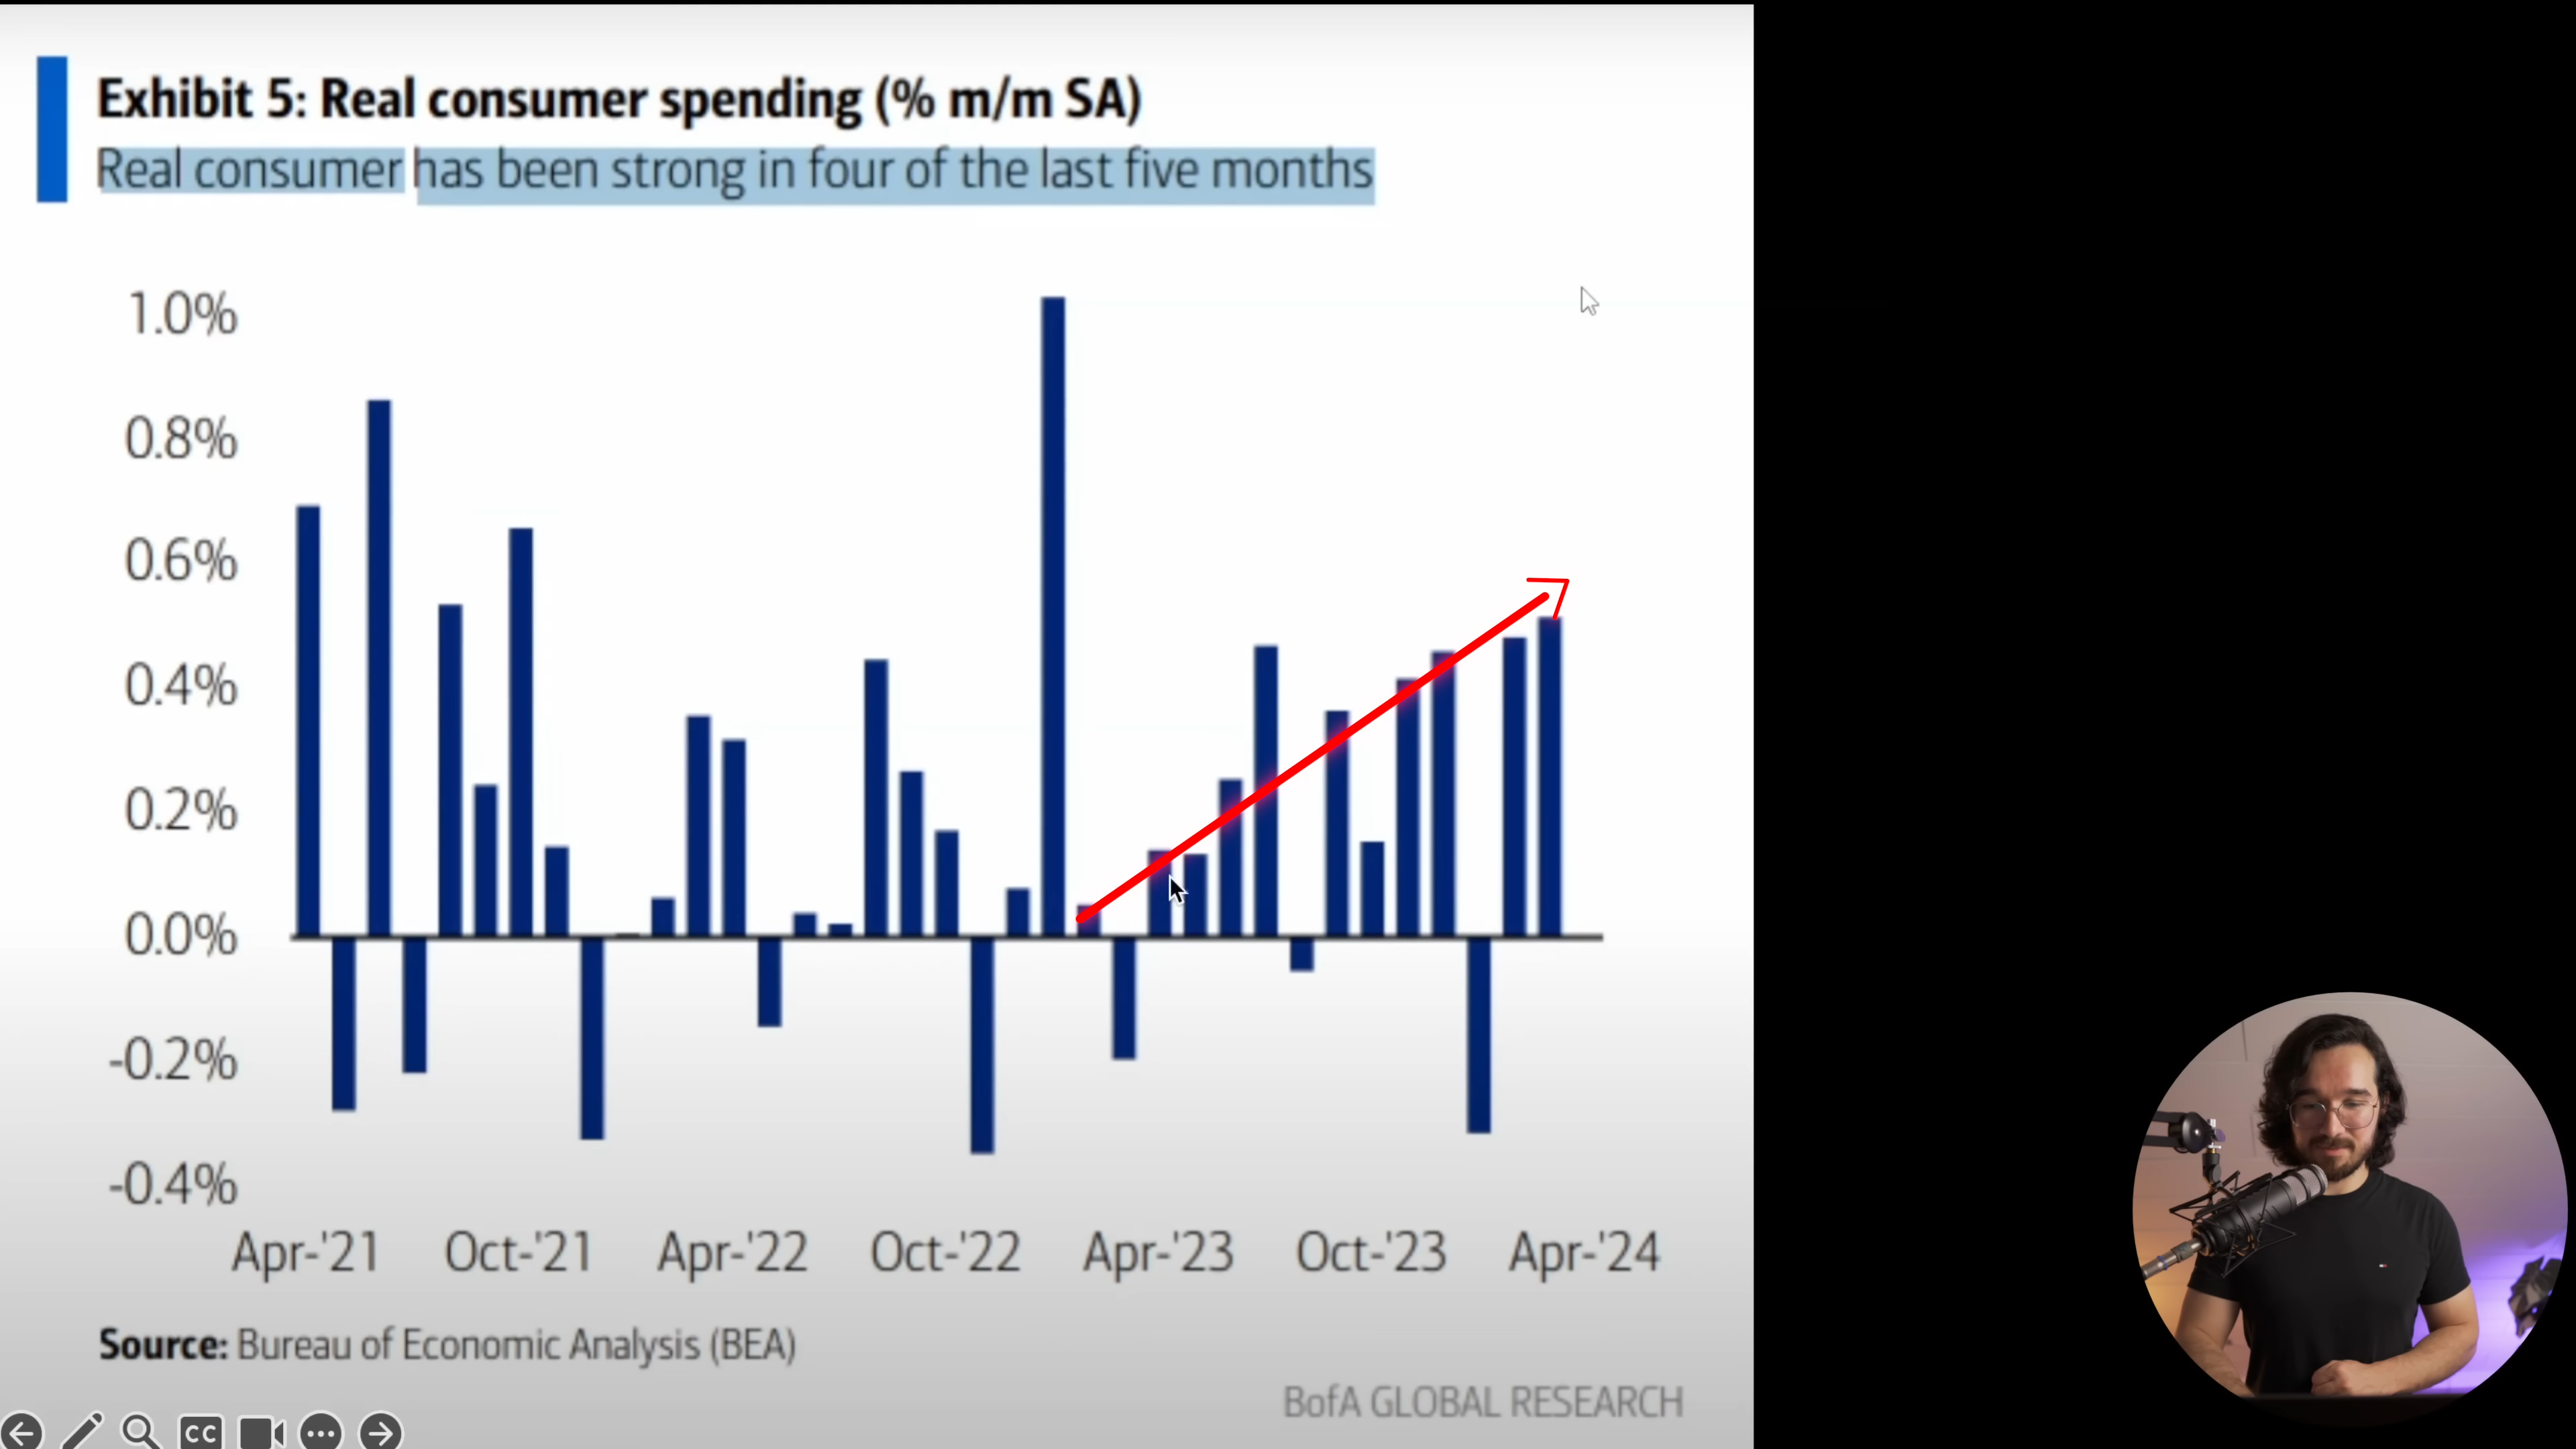 Exhibit 5: Real consumer spending (% m/m SA)
Real consumer has been strong in four of the last five months
1.0%
0.8%
0.6%
0.4%
0.2%
0.0%
-0.2%
-0.4%
Apr-'21 Oct-'21 Apr-'22 Oct-'22 Apr-'23 Oct-'23 Apr-'24
Source: Bureau of Economic Analysis (BEA)
BofA GLOBAL RESEARCH
CC